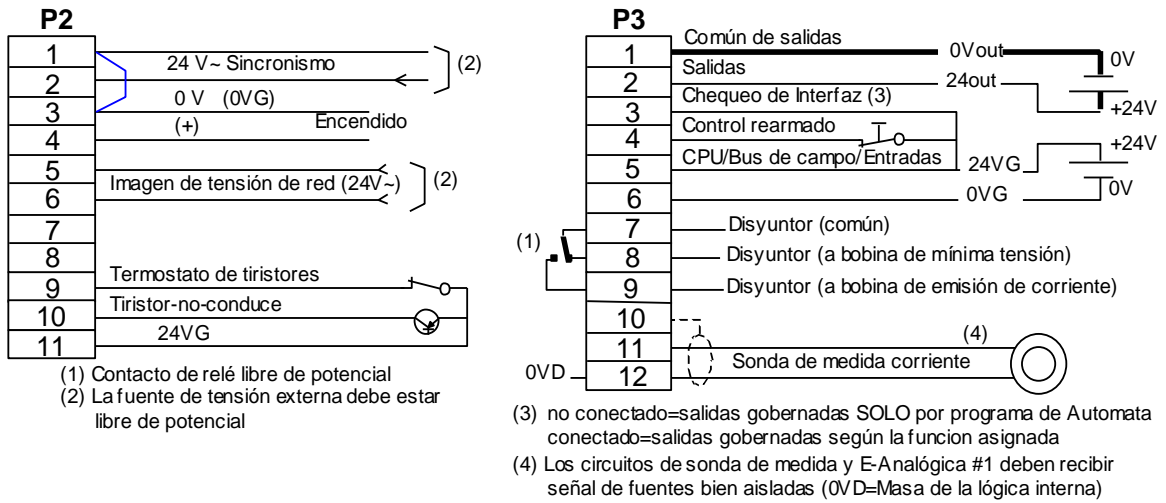 P2
1
24 V~ Sincronismo
(2)
2
3
0 V (0VG)
Encendido
4
(+)
5
Imagen de tensión de red (24V~)
(2)
6
7
8
9
Termostato de tiristores
10
Tiristor-no-conduce
11
24VG
(1) Contacto de relé libre de potencial
(2) La fuente de tensión externa debe estar
libre de potencial
P3
1
Común de salidas
0Vout
0V
2
Salidas
24out
+24V
3
Chequeo de Interfaz (3)
4
Control rearmado
+24V
5
CPU/Bus de campo/Entradas
24VG
6
0VG
0V
(1)
7
Disyuntor (común)
8
Disyuntor (a bobina de mínima tensión)
9
Disyuntor (a bobina de emisión de corriente)
10
11
(4)
Sonda de medida corriente
0VD
12
(3) no conectado=salidas gobernadas SOLO por programa de Automata
conectado=salidas gobernadas según la funcion asignada
(4) Los circuitos de sonda de medida y E-Analógica #1 deben recibir
señal de fuentes bien aisladas (0VD=Masa de la lógica interna)